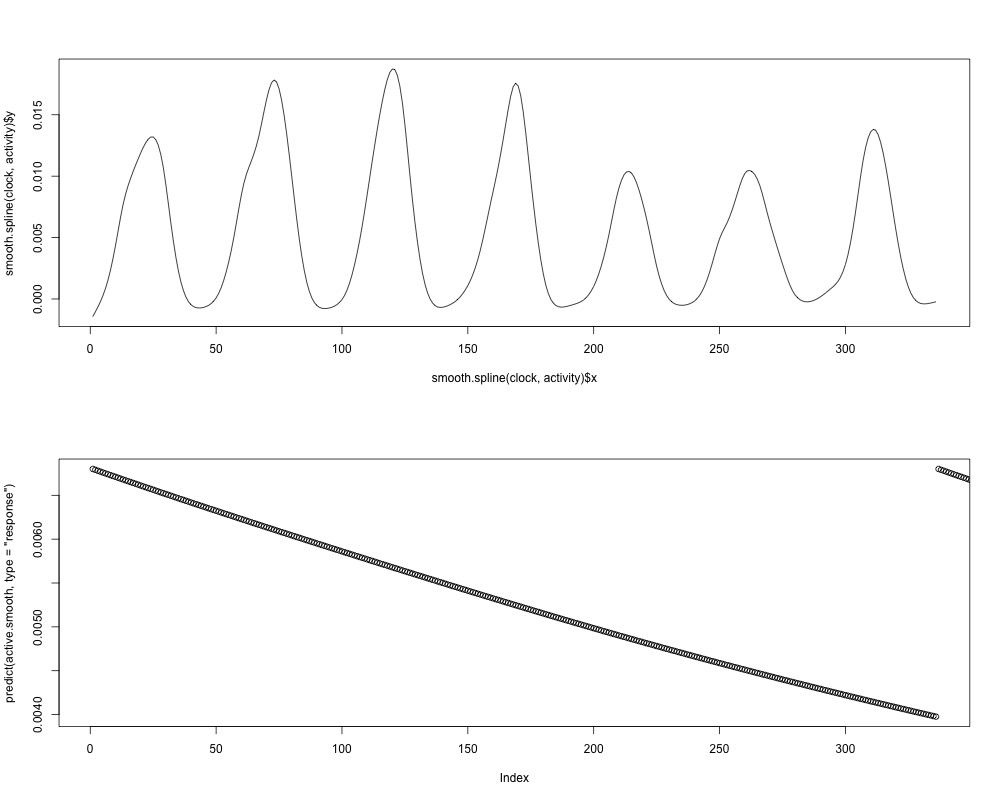 smooth.spline(clock, activity)$y
0.015
0.010
0.005
0.000
0 50 100 150 200 250 300
smooth.spline(clock, activity)$x
predict(active.smooth, type = "response")
0.0060
0.0050
0.0040
0 50 100 150 200 250 300
Index